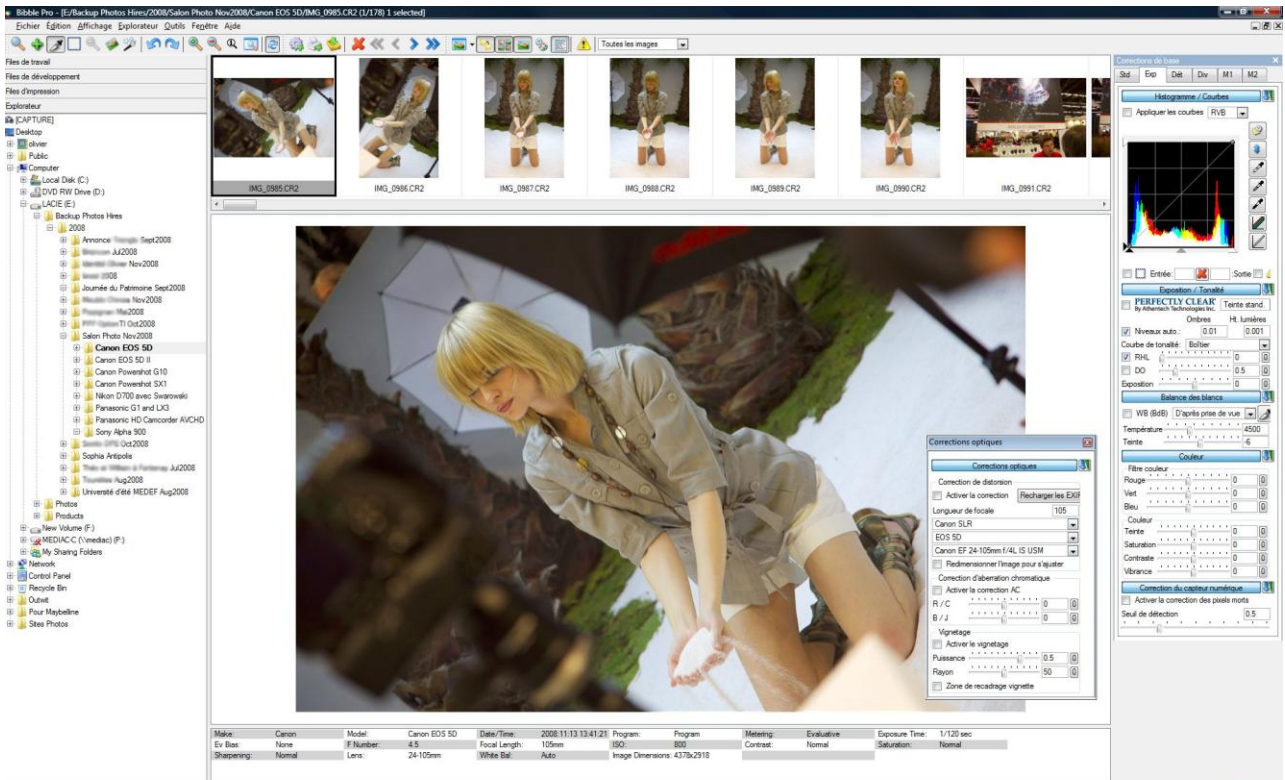 Bibble Pro - [E:/Backup Photos Hires/2008/Salon Photo Nov2008/Canon EOS 5D/IMG_0985.CR2 (1/178) 1 selected]
Fichier Édition Affichage Explorateur Outils Fenêtre Aide
Toutes les images
Files de travail
Files de développement
Files d'impression
Explorateur
[CAPTURE]
Desktop
olivier
Public
Computer
Local Disk (C:)
DVD RW Drive (D:)
LACIE (E:)
Backup Photos Hires
2008
Annonce Sept2008
Jul2008
Nov2008
2008
Journée du Patrimoine Sept2008
Nov2008
Mai2008
TI Oct2008
Salon Photo Nov2008
Canon EOS 5D
Canon EOS 5D II
Canon Powershot G10
Canon Powershot SX1
Nikon D700 avec Swarowski
Panasonic G1 and LX3
Panasonic HD Camcorder AVCHD
Sony Alpha 900
Oct2008
Sophia Antipolis
Jul2008
Aug2008
Université d'été MEDEF Aug2008
Photos
Products
New Volume (F:)
MEDIAC-C (\\mediac) (P:)
My Sharing Folders
Network
Control Panel
Recycle Bin
Outwit
Pour Maybelline
Sites Photos
IMG_0985.CR2 IMG_0986.CR2 IMG_0987.CR2 IMG_0988.CR2 IMG_0989.CR2 IMG_0990.CR2 IMG_0991.CR2
Corrections optiques
Corrections optiques
Correction de distorsion
Activer la correction Recharger les EXIF
Longueur de focale 105
Canon SLR
EOS 5D
Canon EF 24-105mm f/4L IS USM
Redimensionner l'image pour s'ajuster
Correction d'aberration chromatique
Activer la correction AC
R / C 0
B / J 0
Vignetage
Activer le vignetage
Puissance 0.5
Rayon 50
Zone de recadrage vignette
Make: Canon Model: Canon EOS 5D Date/Time: 2008:11:13 13:41:21 Program: Program Metering: Evaluative Exposure Time: 1/120 sec
Ev Bias: None F Number: 4.5 Focal Length: 105mm ISO: 800 Contrast: Normal Saturation: Normal
Sharpening: Normal Lens: 24-105mm White Bal: Auto Image Dimensions: 4378x2918
Corrections de base
Std Exp Dét Div M1 M2
Histogramme / Courbes
Appliquer les courbes RVB
Entrée: :Sortie
Exposition / Tonalité
PERFECTLY CLEAR Teinte stand.
By Athentech Technologies Inc.
Ombres Ht. lumières
Niveaux auto.: 0.01 0.001
Courbe de tonalité: Boîtier
RHL 0
DO 0.5
Exposition 0
Balance des blancs
WB (BdB) D'après prise de vue
Température 4500
Teinte -6
Couleur
Filtre couleur
Rouge 0
Vert 0
Bleu 0
Couleur
Teinte 0
Saturation 0
Contraste 0
Vibrance 0
Correction du capteur numérique
Activer la correction des pixels morts
Seuil de détection 0.5